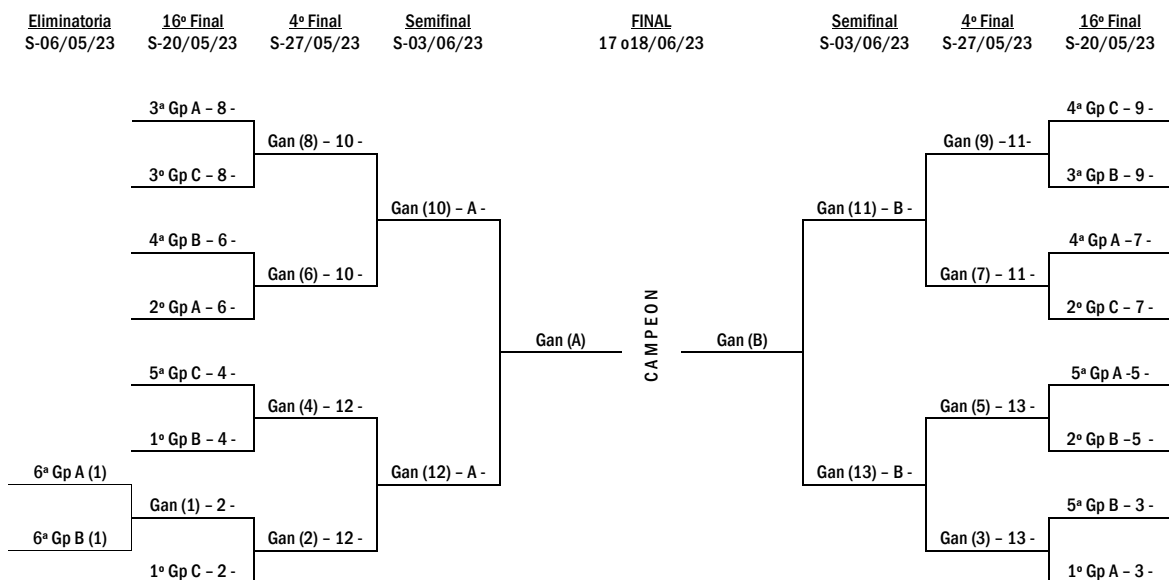 Eliminatoria
S-06/05/23
16º Final
S-20/05/23
4º Final
S-27/05/23
Semifinal
S-03/06/23
FINAL
17 o18/06/23
Semifinal
S-03/06/23
4º Final
S-27/05/23
16º Final
S-20/05/23
3ª Gp A – 8 -
3º Gp C – 8 -
4ª Gp B – 6 -
2º Gp A – 6 -
5ª Gp C – 4 -
1º Gp B – 4 -
6ª Gp A (1)
6ª Gp B (1)
Gan (1) – 2 -
1º Gp C – 2 -
Gan (8) – 10 -
Gan (6) – 10 -
Gan (4) – 12 -
Gan (2) – 12 -
Gan (10) – A -
Gan (12) – A -
Gan (A)
CAMPEON
Gan (B)
Gan (11) – B -
Gan (13) – B -
Gan (9) –11-
Gan (7) – 11 -
Gan (5) – 13 -
Gan (3) – 13 -
4ª Gp C – 9 -
3ª Gp B – 9 -
4ª Gp A –7 -
2º Gp C – 7 -
5ª Gp A -5 -
2º Gp B –5 -
5ª Gp B – 3 -
1º Gp A – 3 -